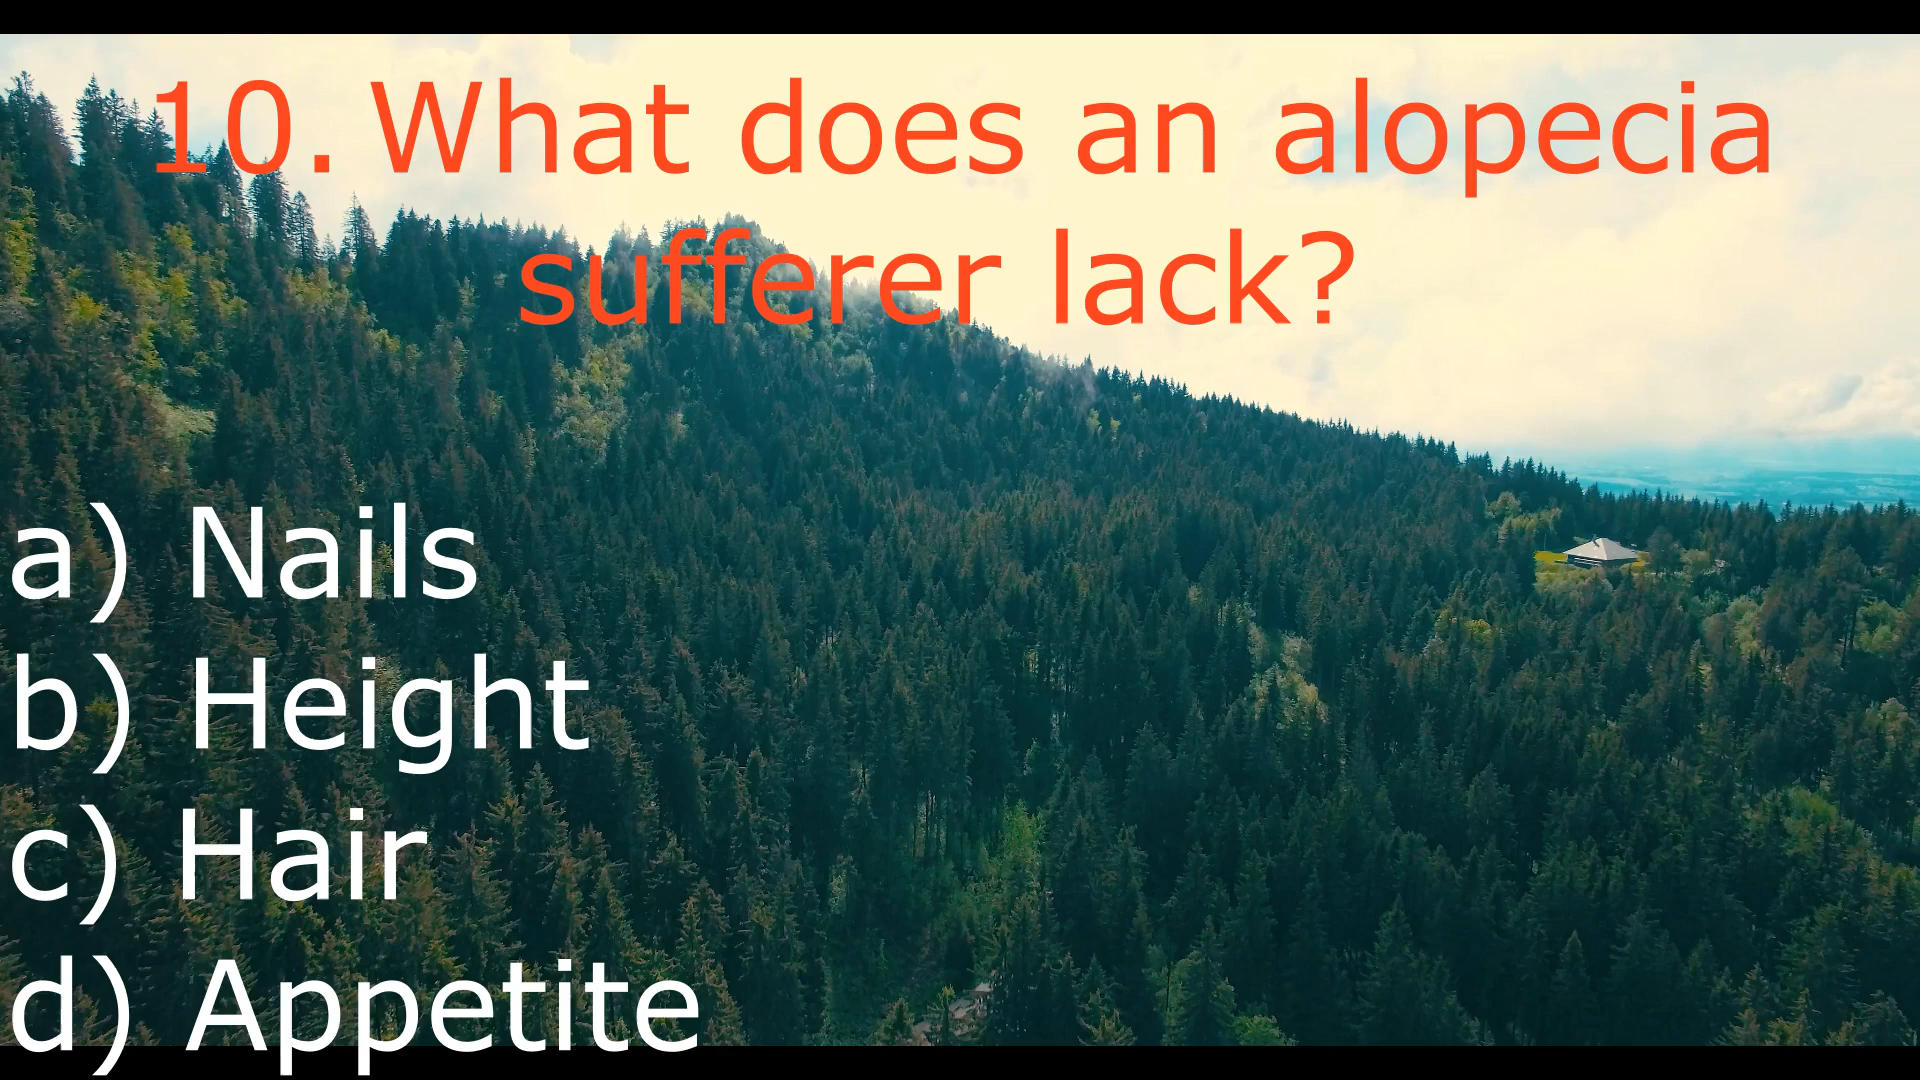 10. What does an alopecia
sufferer lack?
a) Nails
b) Height
c) Hair
d) Appetite